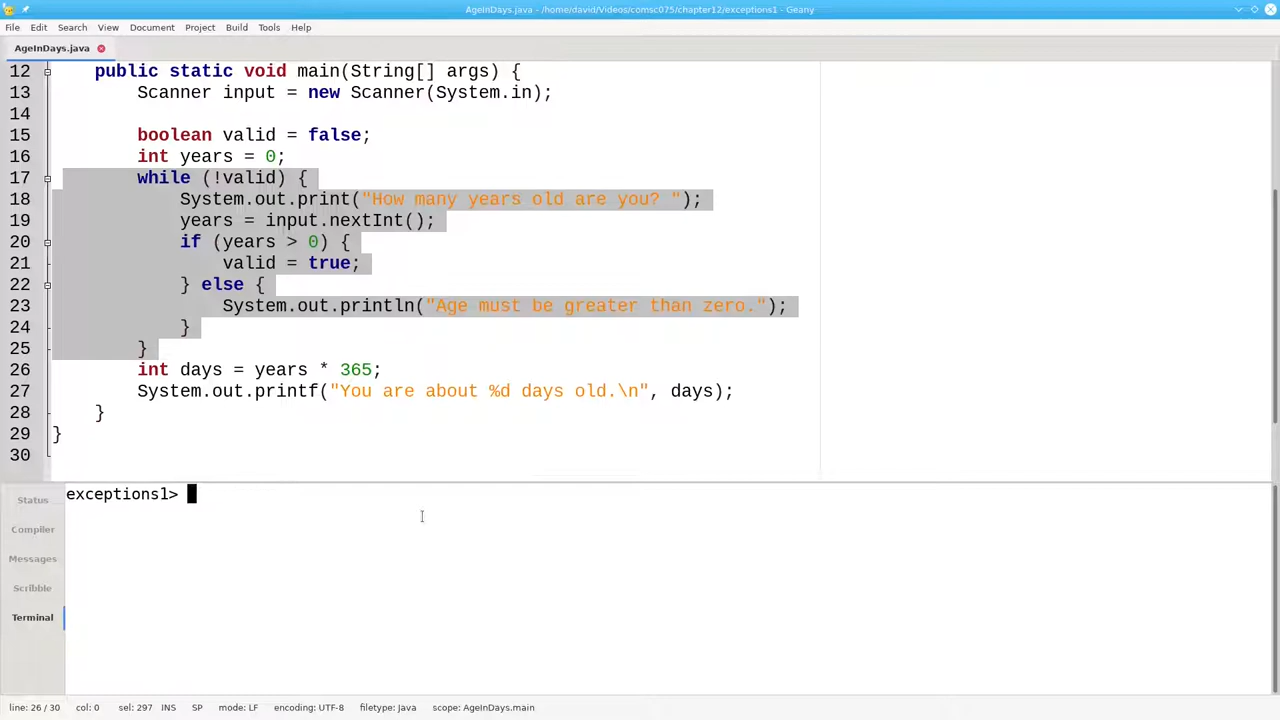 AgeInDays.java - /home/david/Videos/comsc075/chapter12/exceptions1 - Geany
File Edit Search View Document Project Build Tools Help
AgeInDays.java
12 public static void main(String[] args) {
13 Scanner input = new Scanner(System.in);
14
15 boolean valid = false;
16 int years = 0;
17 while (!valid) {
18 System.out.print("How many years old are you? ");
19 years = input.nextInt();
20 if (years > 0) {
21 valid = true;
22 } else {
23 System.out.println("Age must be greater than zero.");
24 }
25 }
26 int days = years * 365;
27 System.out.printf("You are about %d days old.\n", days);
28 }
29 }
30
Status
Compiler
Messages
Scribble
Terminal
exceptions1>
line: 26 / 30 col: 0 sel: 297 INS SP mode: LF encoding: UTF-8 filetype: Java scope: AgeInDays.main